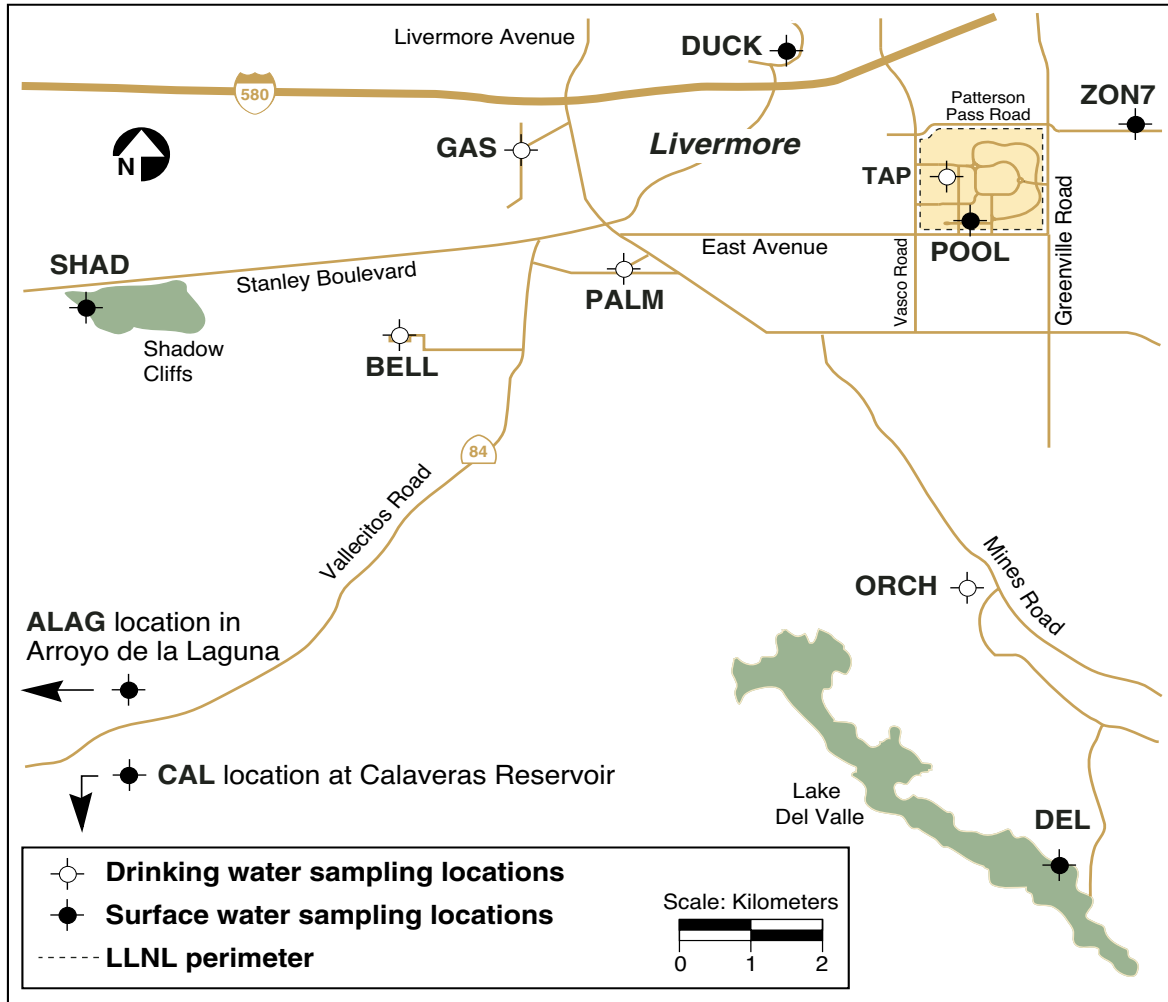 Livermore Avenue
DUCK
580
Patterson
Pass Road
ZON7
N
GAS
Livermore
TAP
Greenville Road
SHAD
Stanley Boulevard
East Avenue
POOL
Vasco Road
PALM
Shadow
Cliffs
BELL
84
Vallecitos Road
Mines Road
ORCH
ALAG location in
Arroyo de la Laguna
CAL location at Calaveras Reservoir
Lake
Del Valle
DEL
Drinking water sampling locations
Surface water sampling locations
LLNL perimeter
Scale: Kilometers
0 1 2